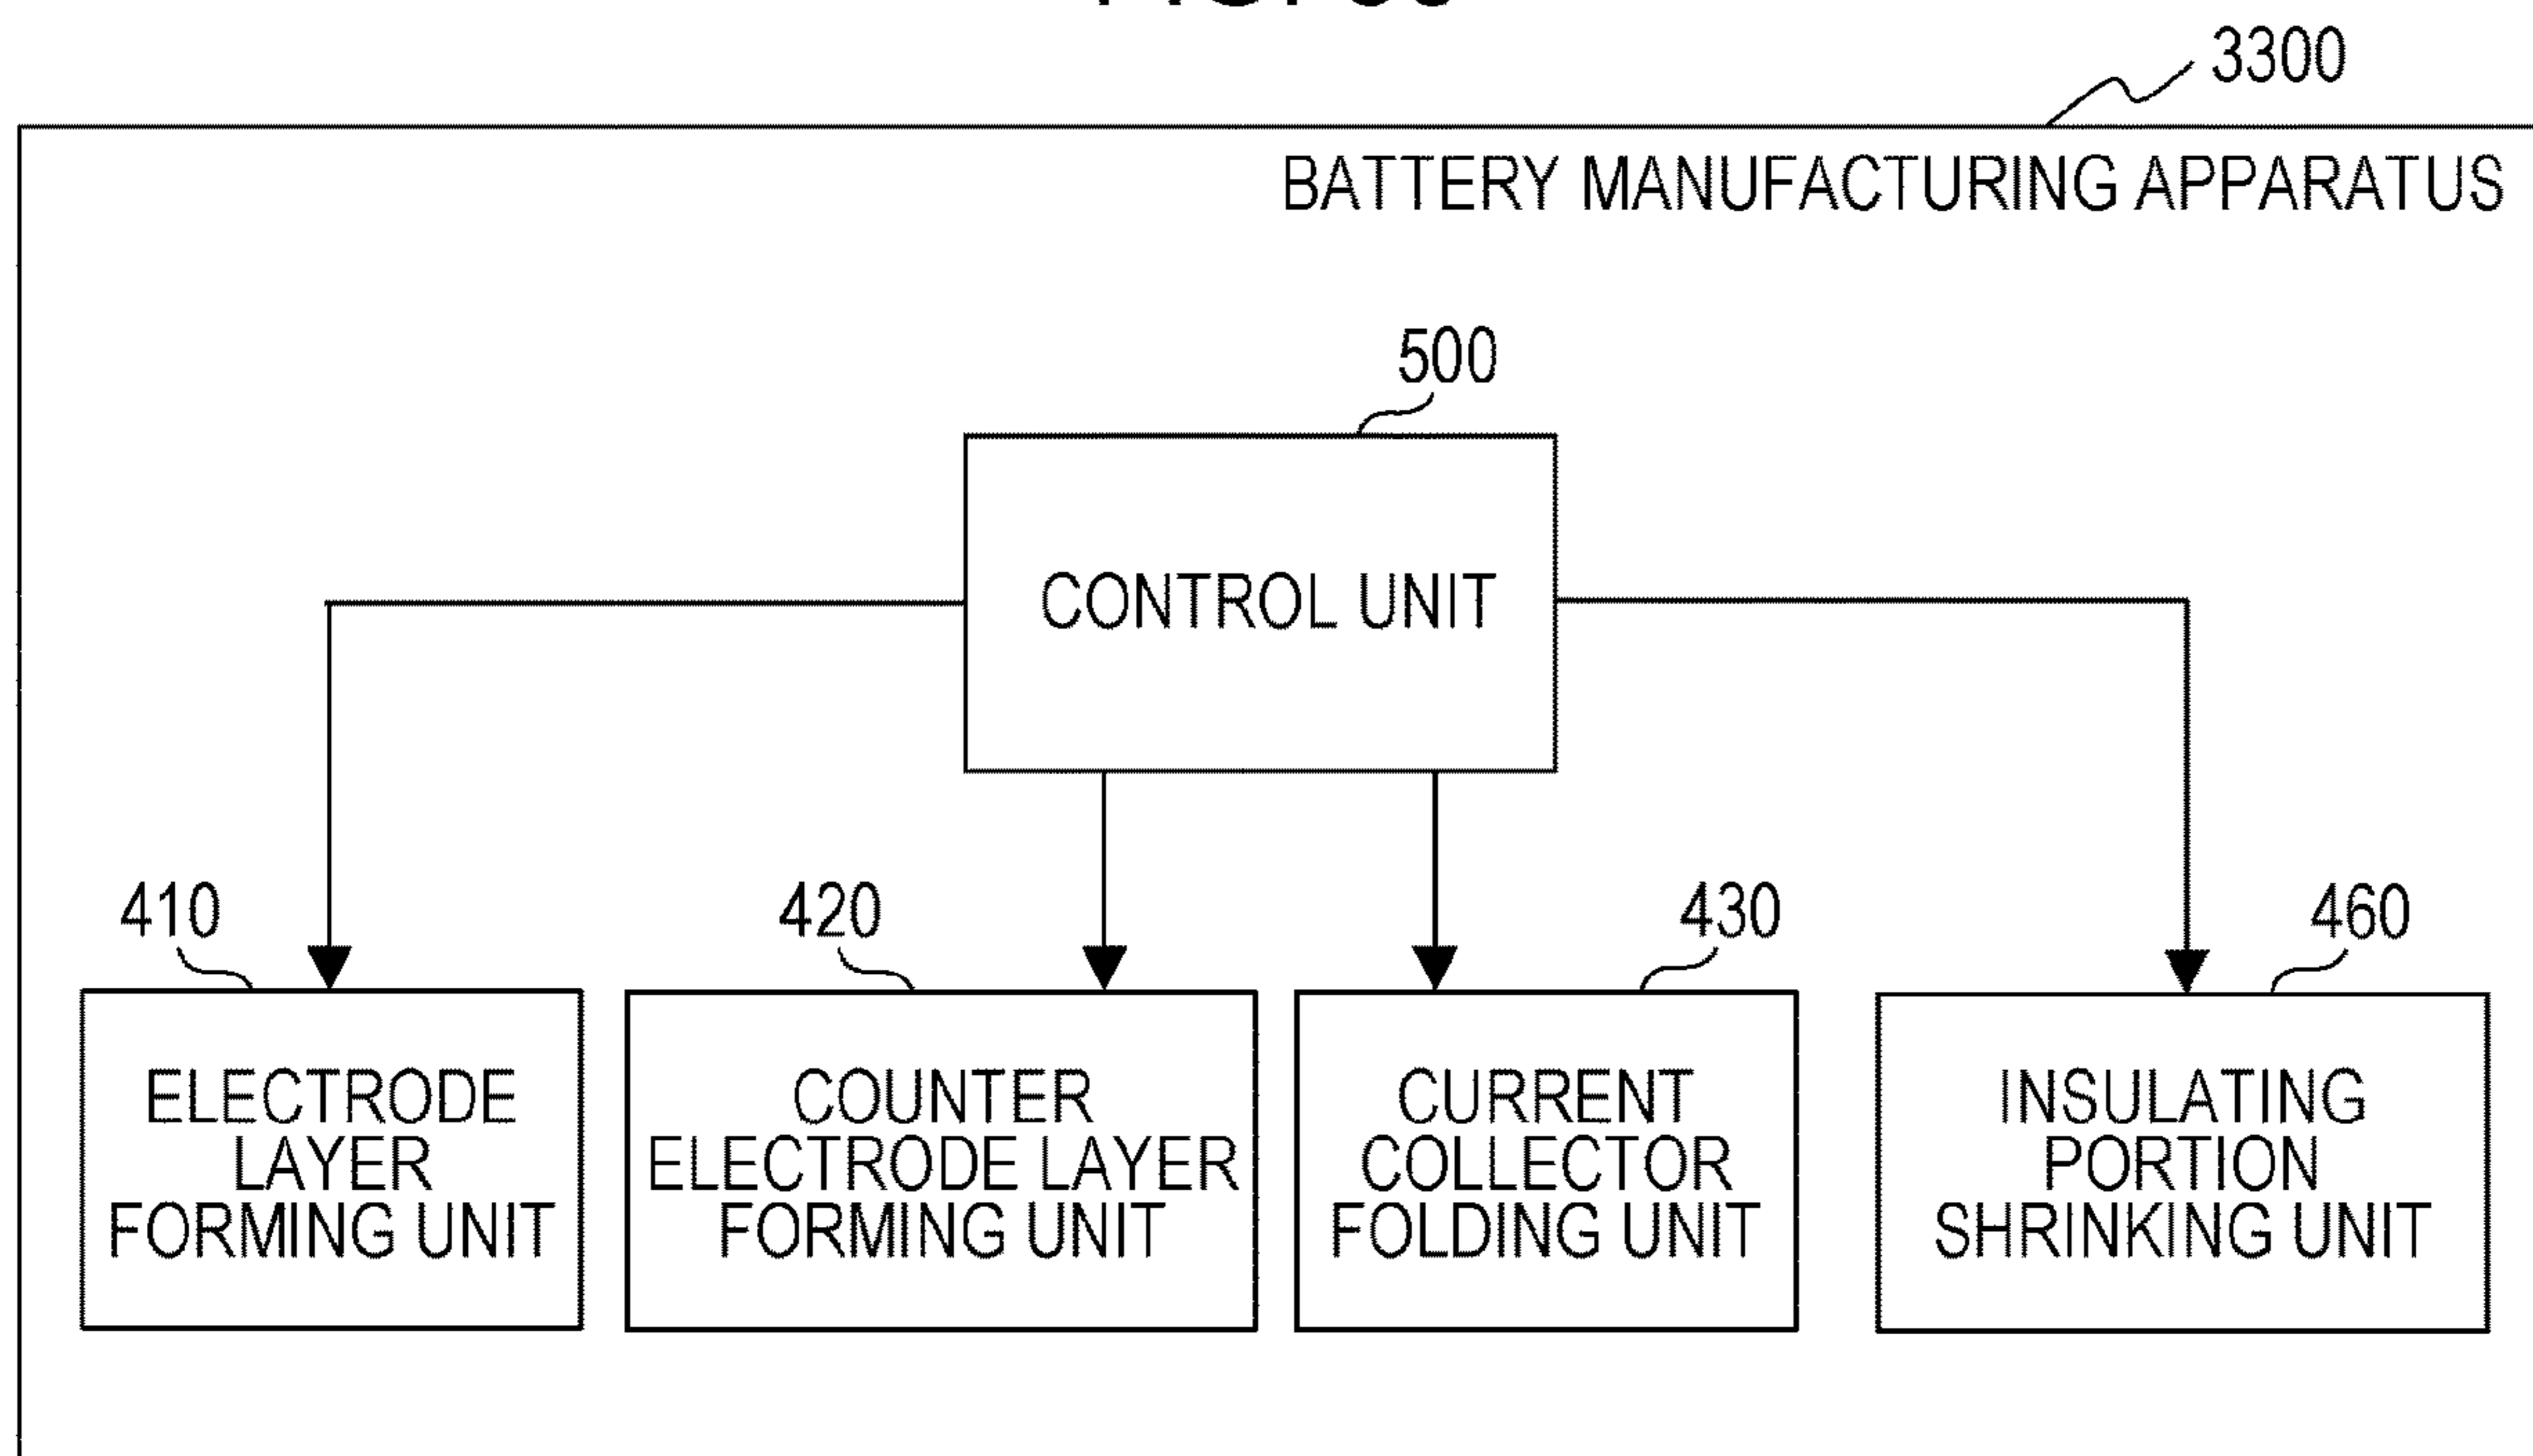 3300
BATTERY MANUFACTURING APPARATUS
500
CONTROL UNIT
410
420
430
460
ELECTRODE
LAYER
FORMING UNIT
COUNTER
ELECTRODE LAYER
FORMING UNIT
CURRENT
COLLECTOR
FOLDING UNIT
INSULATING
PORTION
SHRINKING UNIT